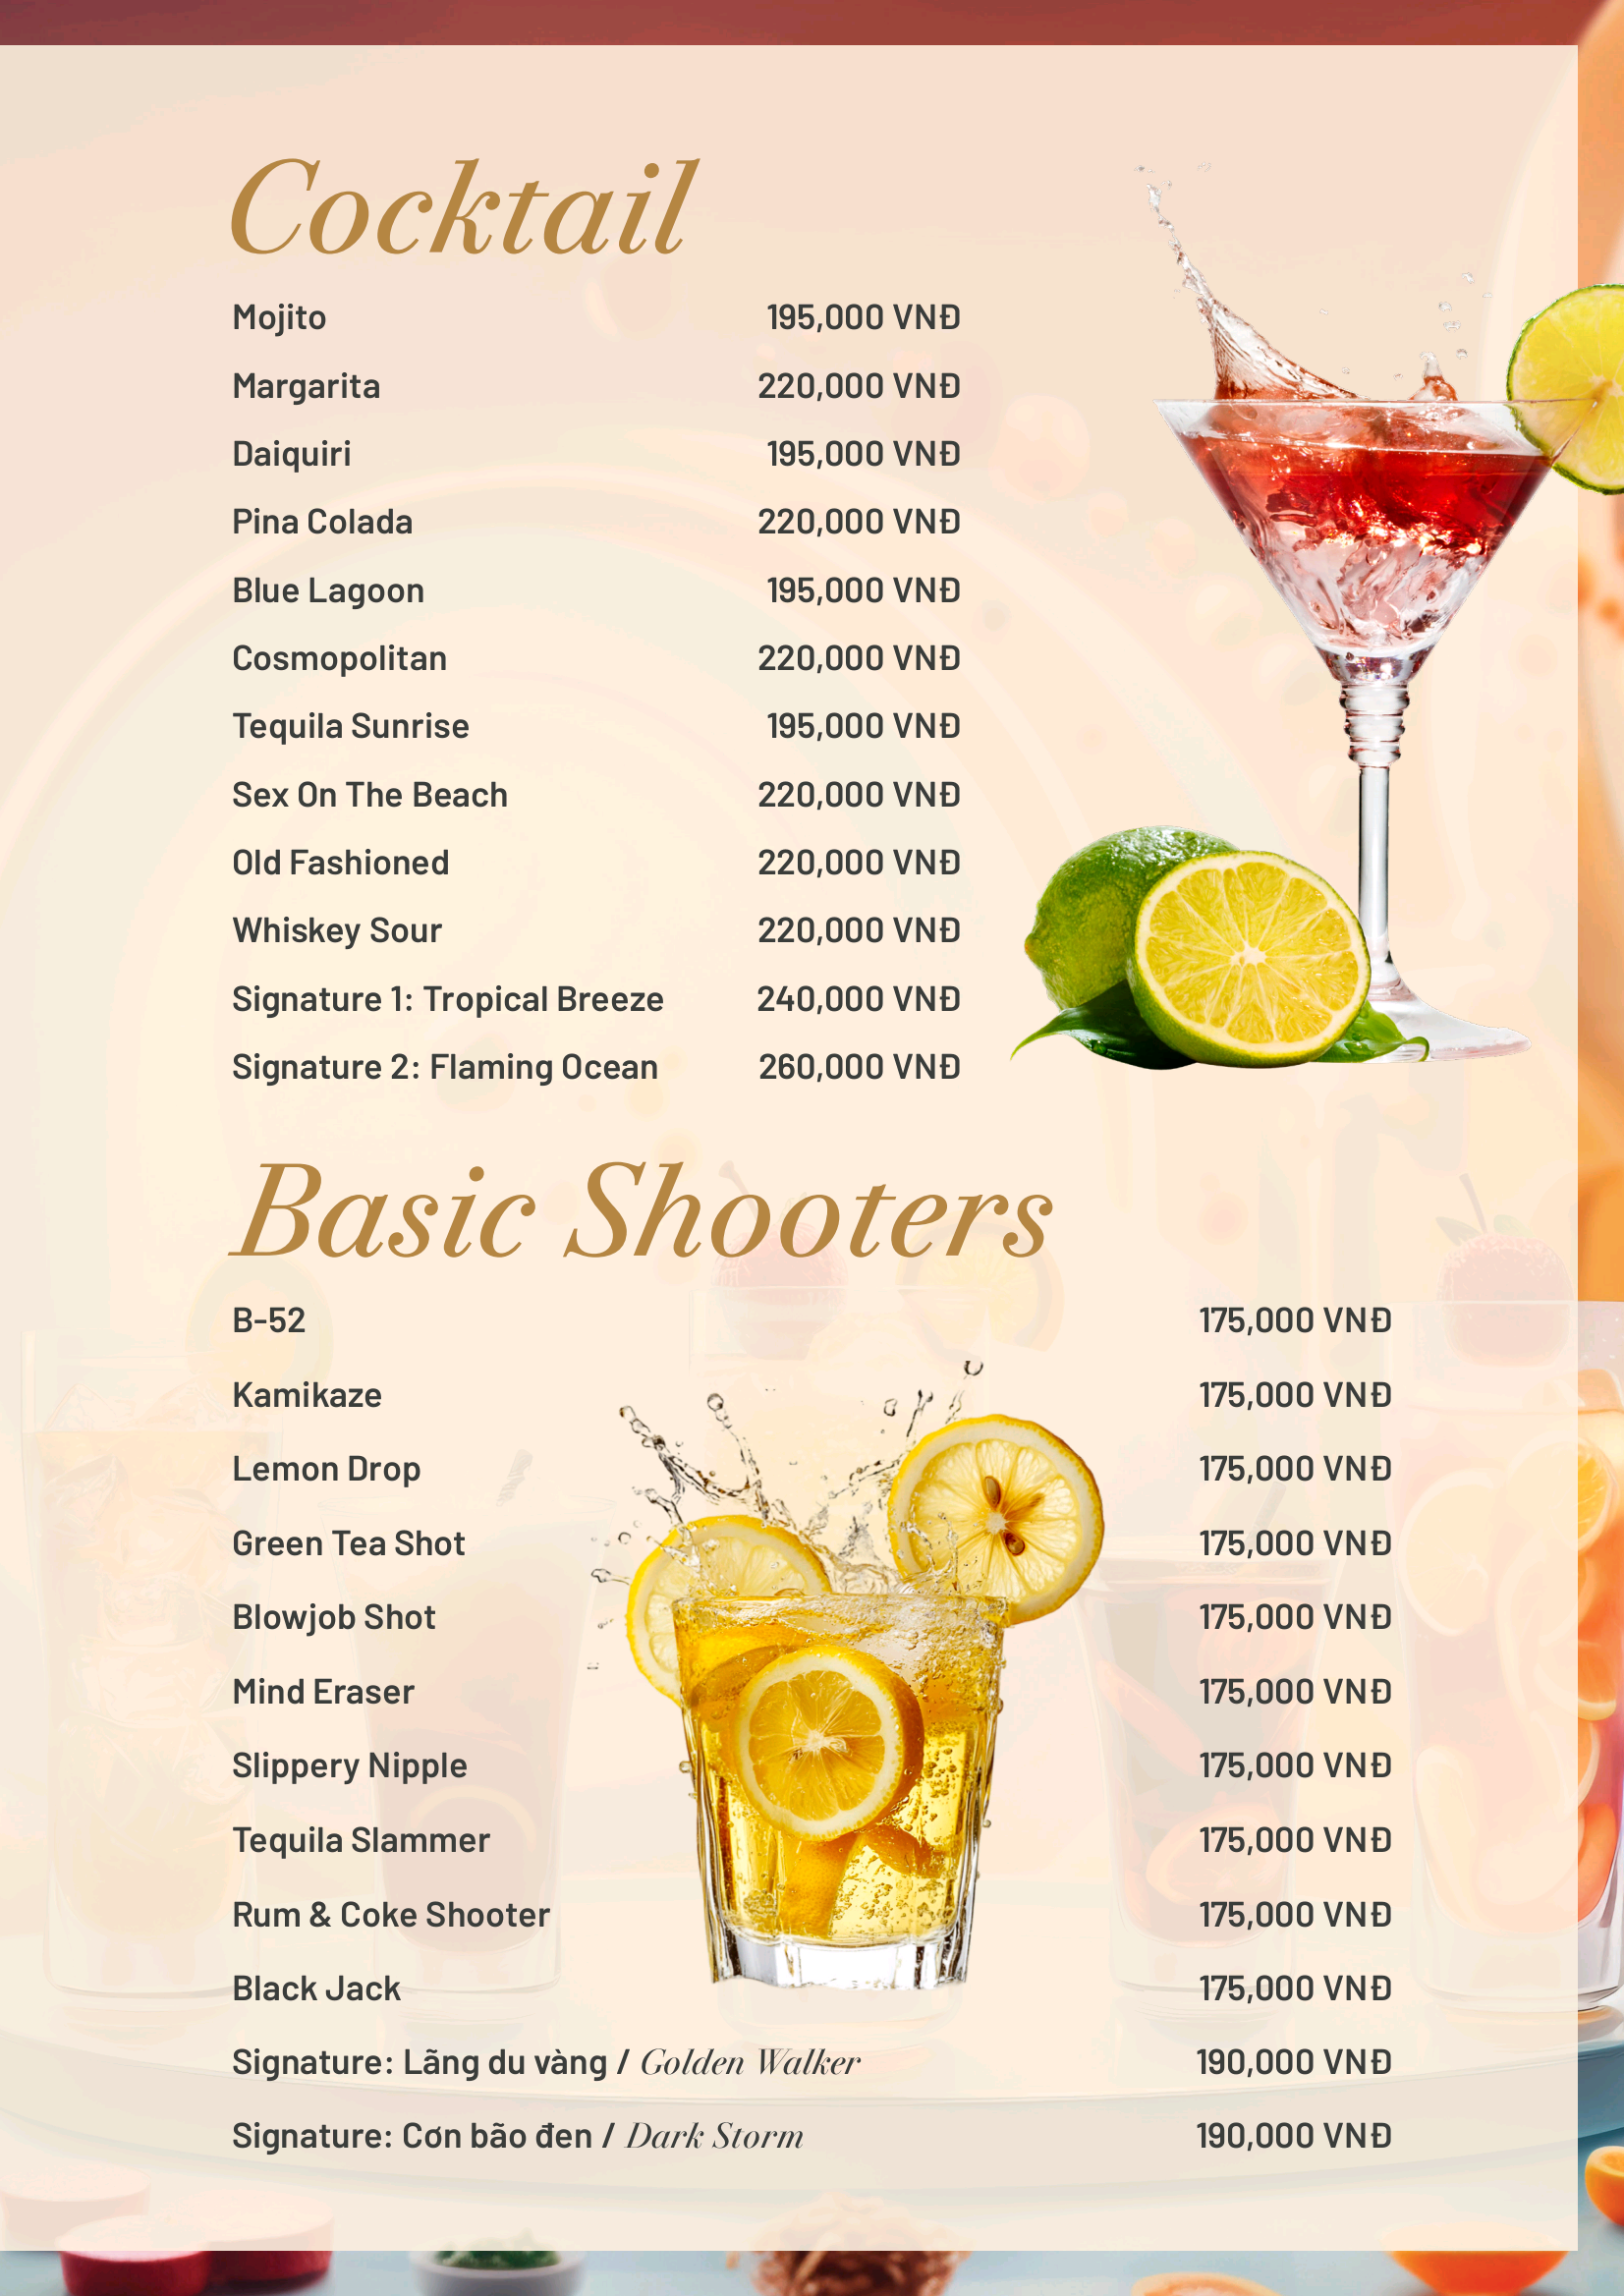 Cocktail
Mojito 195,000 VNĐ
Margarita 220,000 VNĐ
Daiquiri 195,000 VNĐ
Pina Colada 220,000 VNĐ
Blue Lagoon 195,000 VNĐ
Cosmopolitan 220,000 VNĐ
Tequila Sunrise 195,000 VNĐ
Sex On The Beach 220,000 VNĐ
Old Fashioned 220,000 VNĐ
Whiskey Sour 220,000 VNĐ
Signature 1: Tropical Breeze 240,000 VNĐ
Signature 2: Flaming Ocean 260,000 VNĐ
Basic Shooters
B-52 175,000 VNĐ
Kamikaze 175,000 VNĐ
Lemon Drop 175,000 VNĐ
Green Tea Shot 175,000 VNĐ
Blowjob Shot 175,000 VNĐ
Mind Eraser 175,000 VNĐ
Slippery Nipple 175,000 VNĐ
Tequila Slammer 175,000 VNĐ
Rum & Coke Shooter 175,000 VNĐ
Black Jack 175,000 VNĐ
Signature: Lãng du vàng / Golden Walker 190,000 VNĐ
Signature: Cơn bão đen / Dark Storm 190,000 VNĐ